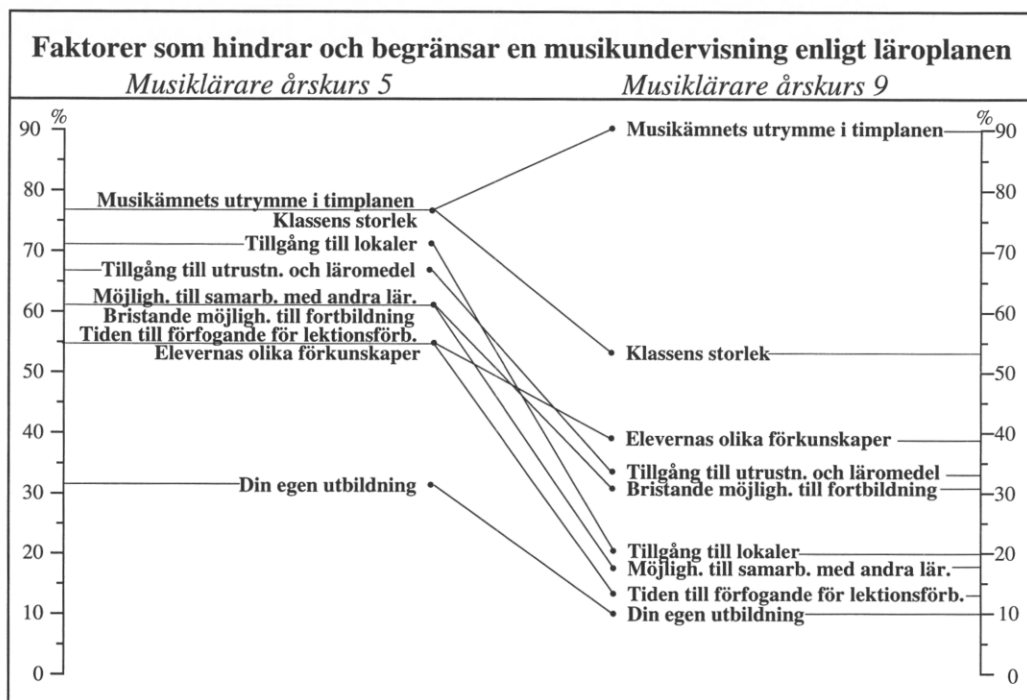 Faktorer som hindrar och begränsar en musikundervisning enligt läroplanen
Musiklärare årskurs 5
Musiklärare årskurs 9
%
90
80
70
60
50
40
30
20
10
0
Musikämnets utrymme i timplanen
Klassens storlek
Tillgång till lokaler
Tillgång till utrustn. och läromedel
Möjligh. till samarb. med andra lär.
Bristande möjligh. till fortbildning
Tiden till förfogande för lektionsförb.
Elevernas olika förkunskaper
Din egen utbildning
Musikämnets utrymme i timplanen
Klassens storlek
Elevernas olika förkunskaper
Tillgång till utrustn. och läromedel
Bristande möjligh. till fortbildning
Tillgång till lokaler
Möjligh. till samarb. med andra lär.
Tiden till förfogande för lektionsförb.
Din egen utbildning
%
90
80
70
60
50
40
30
20
10
0